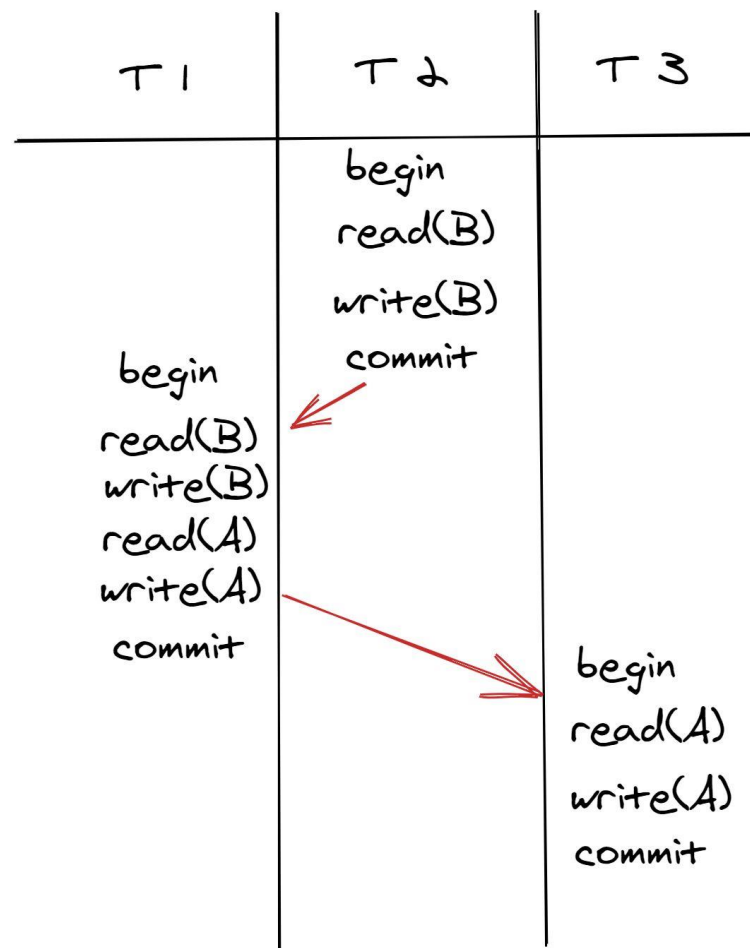 T1 T2 T3
begin
read(B)
write(B)
commit
begin
read(B)
write(B)
read(A)
write(A)
commit
begin
read(A)
write(A)
commit